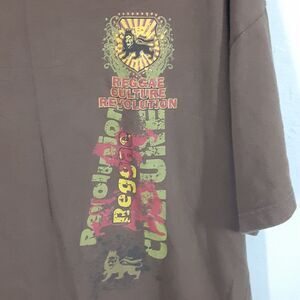 REGGAE
CULTURE
REVOLUTION
Revolution
Reggae
CULTURE